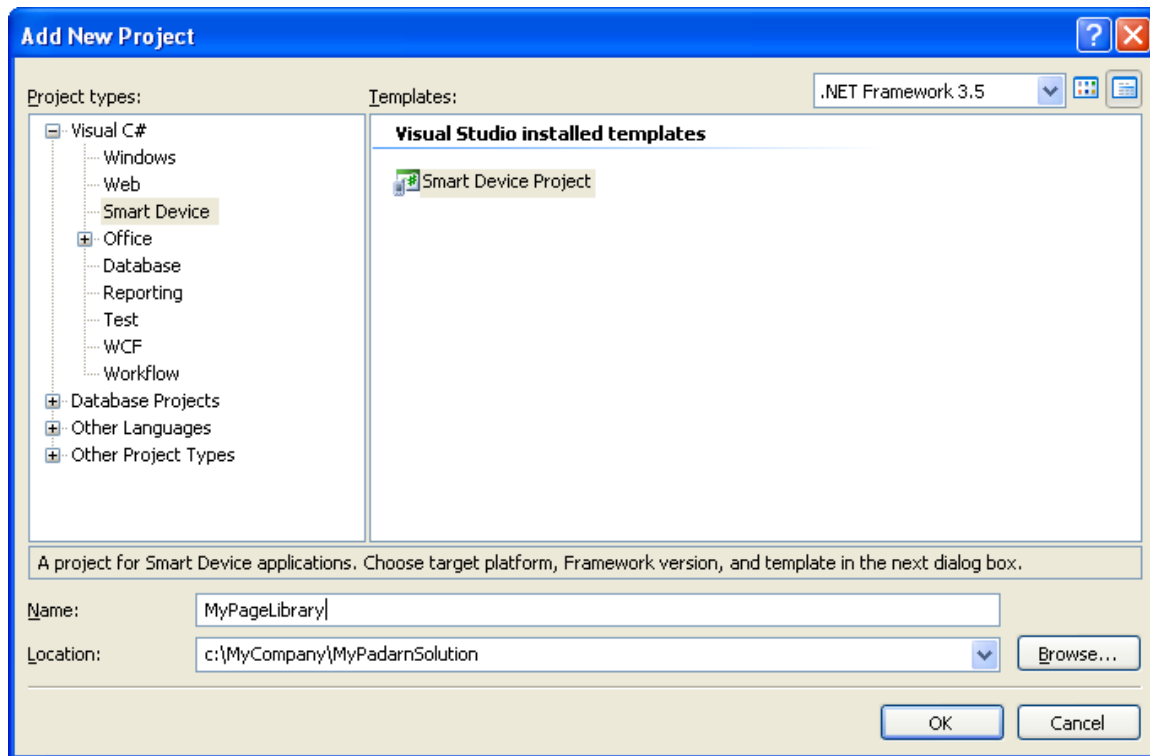 Add New Project
Project types:
Templates:
.NET Framework 3.5
Visual C#
Windows
Web
Smart Device
Office
Database
Reporting
Test
WCF
Workflow
Database Projects
Other Languages
Other Project Types
Visual Studio installed templates
Smart Device Project
A project for Smart Device applications. Choose target platform, Framework version, and template in the next dialog box.
Name:
MyPageLibrary
Location:
c:\MyCompany\MyPadarnSolution
Browse...
OK
Cancel